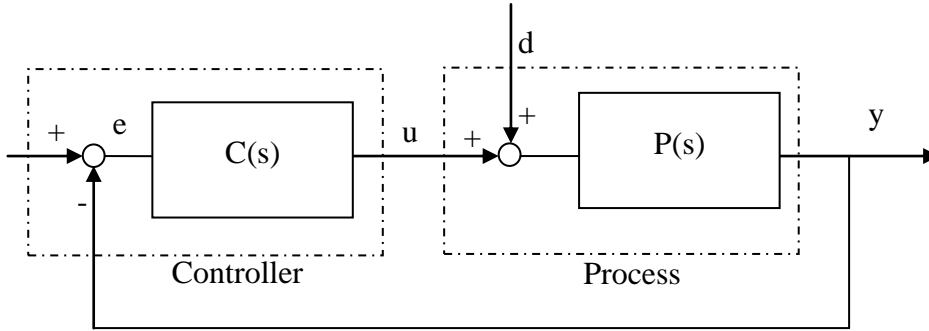 d
+
e
C(s)
+
u
+
P(s)
y
-
Controller
Process
+